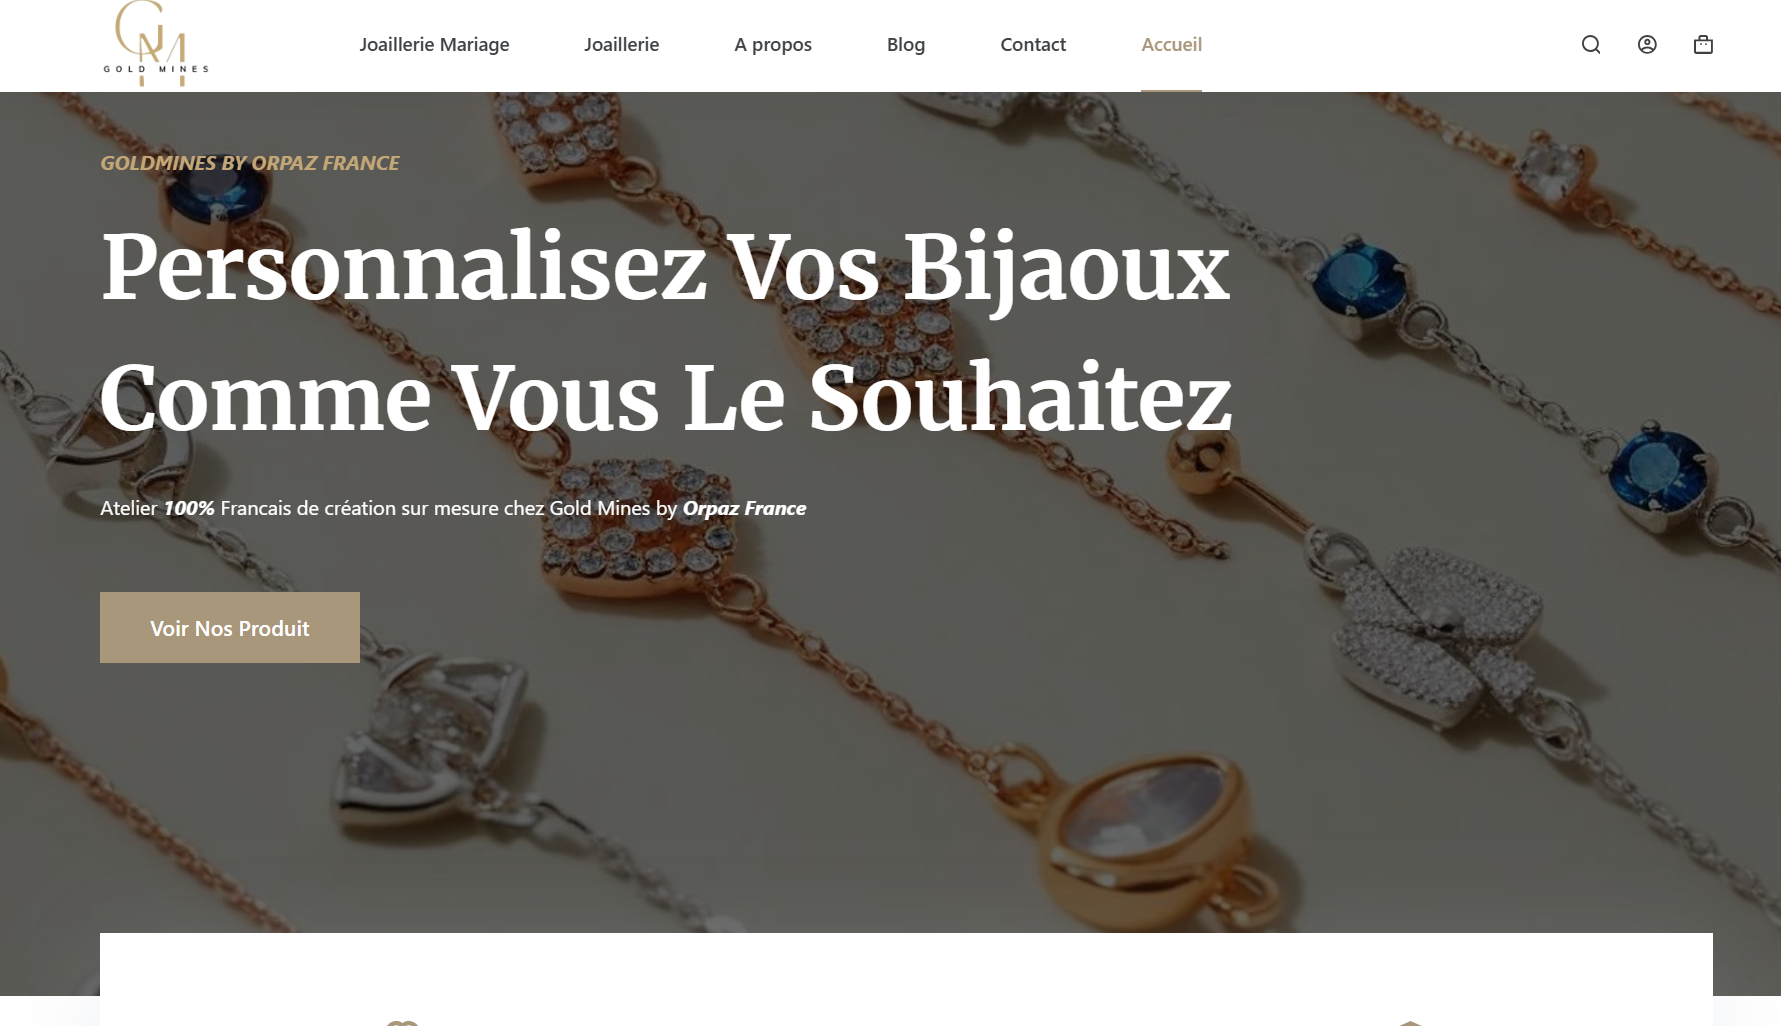 GM
GOLD MINES
Joaillerie Mariage
Joaillerie
A propos
Blog
Contact
Accueil
GOLDMINES BY ORPAZ FRANCE
Personnalisez Vos Bijaoux
Comme Vous Le Souhaitez
Atelier 100% Francais de création sur mesure chez Gold Mines by Orpaz France
Voir Nos Produit